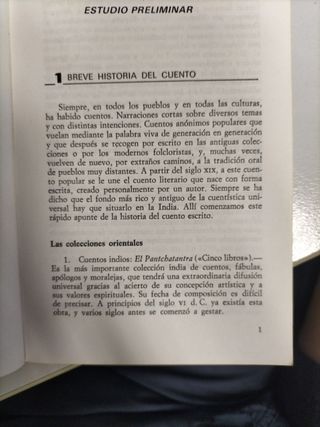 ESTUDIO PRELIMINAR
1 BREVE HISTORIA DEL CUENTO
Siempre, en todos los pueblos y en todas las culturas,
ha habido cuentos. Narraciones cortas sobre diversos temas
y con distintas intenciones. Cuentos anónimos populares que
vuelan mediante la palabra viva de generación en generación
y que después se recogen por escrito en las antiguas colec-
ciones o por los modernos folcloristas, y, muchas veces,
vuelven de nuevo, por extraños caminos, a la tradición oral
de pueblos muy distantes. A partir del siglo XIX, a este cuen-
to popular se le une el cuento literario que nace con forma
escrita, creado personalmente por un autor. Siempre se ha
dicho que el fondo más rico y antiguo de la cuentística uni-
versal hay que situarlo en la India. Allí comenzamos este
rápido apunte de la historia del cuento escrito.
Las colecciones orientales
1. Cuentos indios: El Pantchatantra («Cinco libros»).—
Es la más importante colección india de cuentos, fábulas,
apólogos y moralejas, que tendrá una extraordinaria difusión
universal gracias al acierto de su concepción artística y a
sus valores espirituales. Su fecha de composición es difícil
de precisar. A principios del siglo VI d. C. ya existía esta
obra, y varios siglos antes se comenzó a gestar.
1